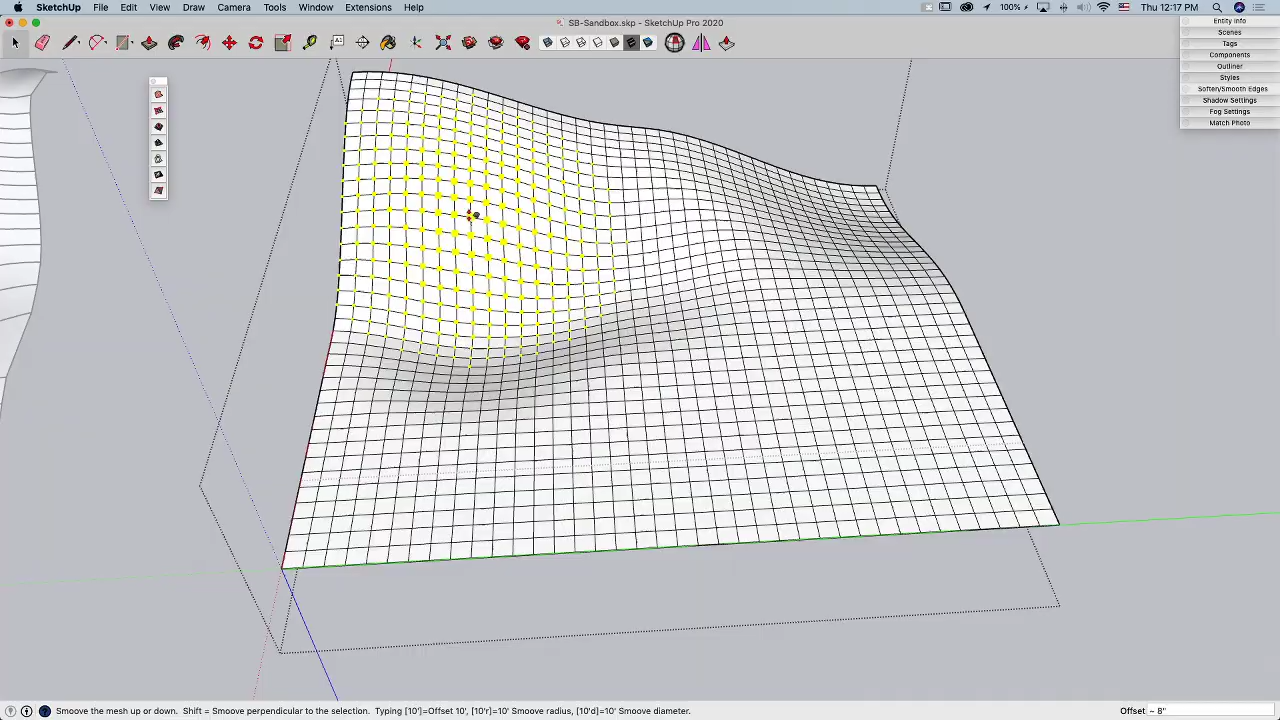 SketchUp File Edit View Draw Camera Tools Window Extensions Help 100% Thu 12:17 PM
SB-Sandbox.skp - SketchUp Pro 2020
Entity Info
Scenes
Tags
Components
Outliner
Styles
Soften/Smooth Edges
Shadow Settings
Fog Settings
Match Photo
Smoove the mesh up or down. Shift = Smoove perpendicular to the selection. Typing [10']=Offset 10', [10'r]=10' Smoove radius, [10'd]=10' Smoove diameter. Offset ~ 8"